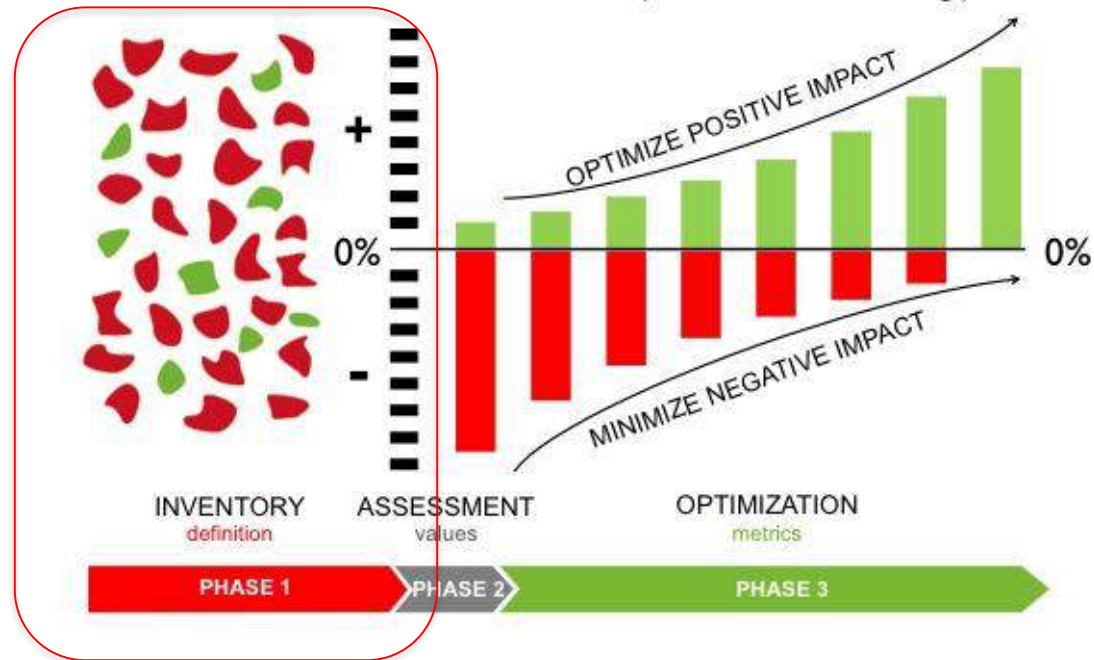 OPTIMIZE POSITIVE IMPACT
+
0%
0%
-
MINIMIZE NEGATIVE IMPACT
INVENTORY
definition
ASSESSMENT
values
OPTIMIZATION
metrics
PHASE 1
PHASE 2
PHASE 3